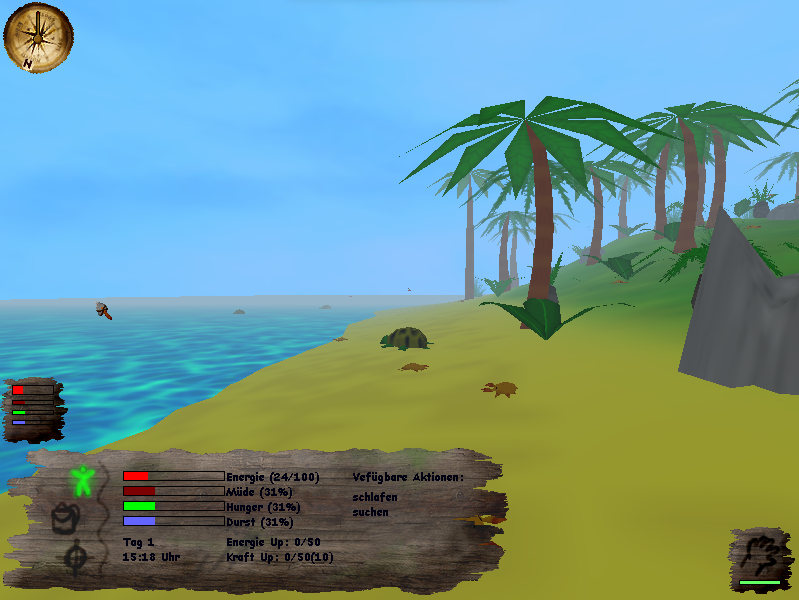 N
Energie (24/100)
Müde (31%)
Hunger (31%)
Durst (31%)
Tag 1
15:18 Uhr
Energie Up: 0/50
Kraft Up: 0/50(10)
Vefügbare Aktionen:
schlafen
suchen